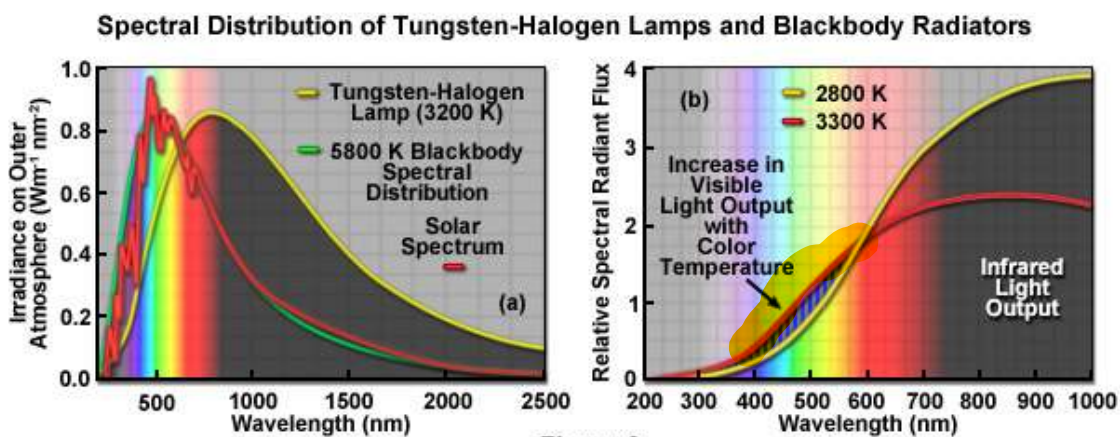 Spectral Distribution of Tungsten-Halogen Lamps and Blackbody Radiators
Irradiance on Outer
Atmosphere (Wm-1 nm-2)
1.0
0.8
0.6
0.4
0.2
0.0
Tungsten-Halogen
Lamp (3200 K)
5800 K Blackbody
Spectral
Distribution
Solar
Spectrum
(a)
500
1000
1500
2000
2500
Wavelength (nm)
Relative Spectral Radiant Flux
4
3
2
1
0
(b)
2800 K
3300 K
Increase in
Visible
Light Output
with
Color
Temperature
Infrared
Light
Output
200
300
400
500
600
700
800
900
1000
Wavelength (nm)